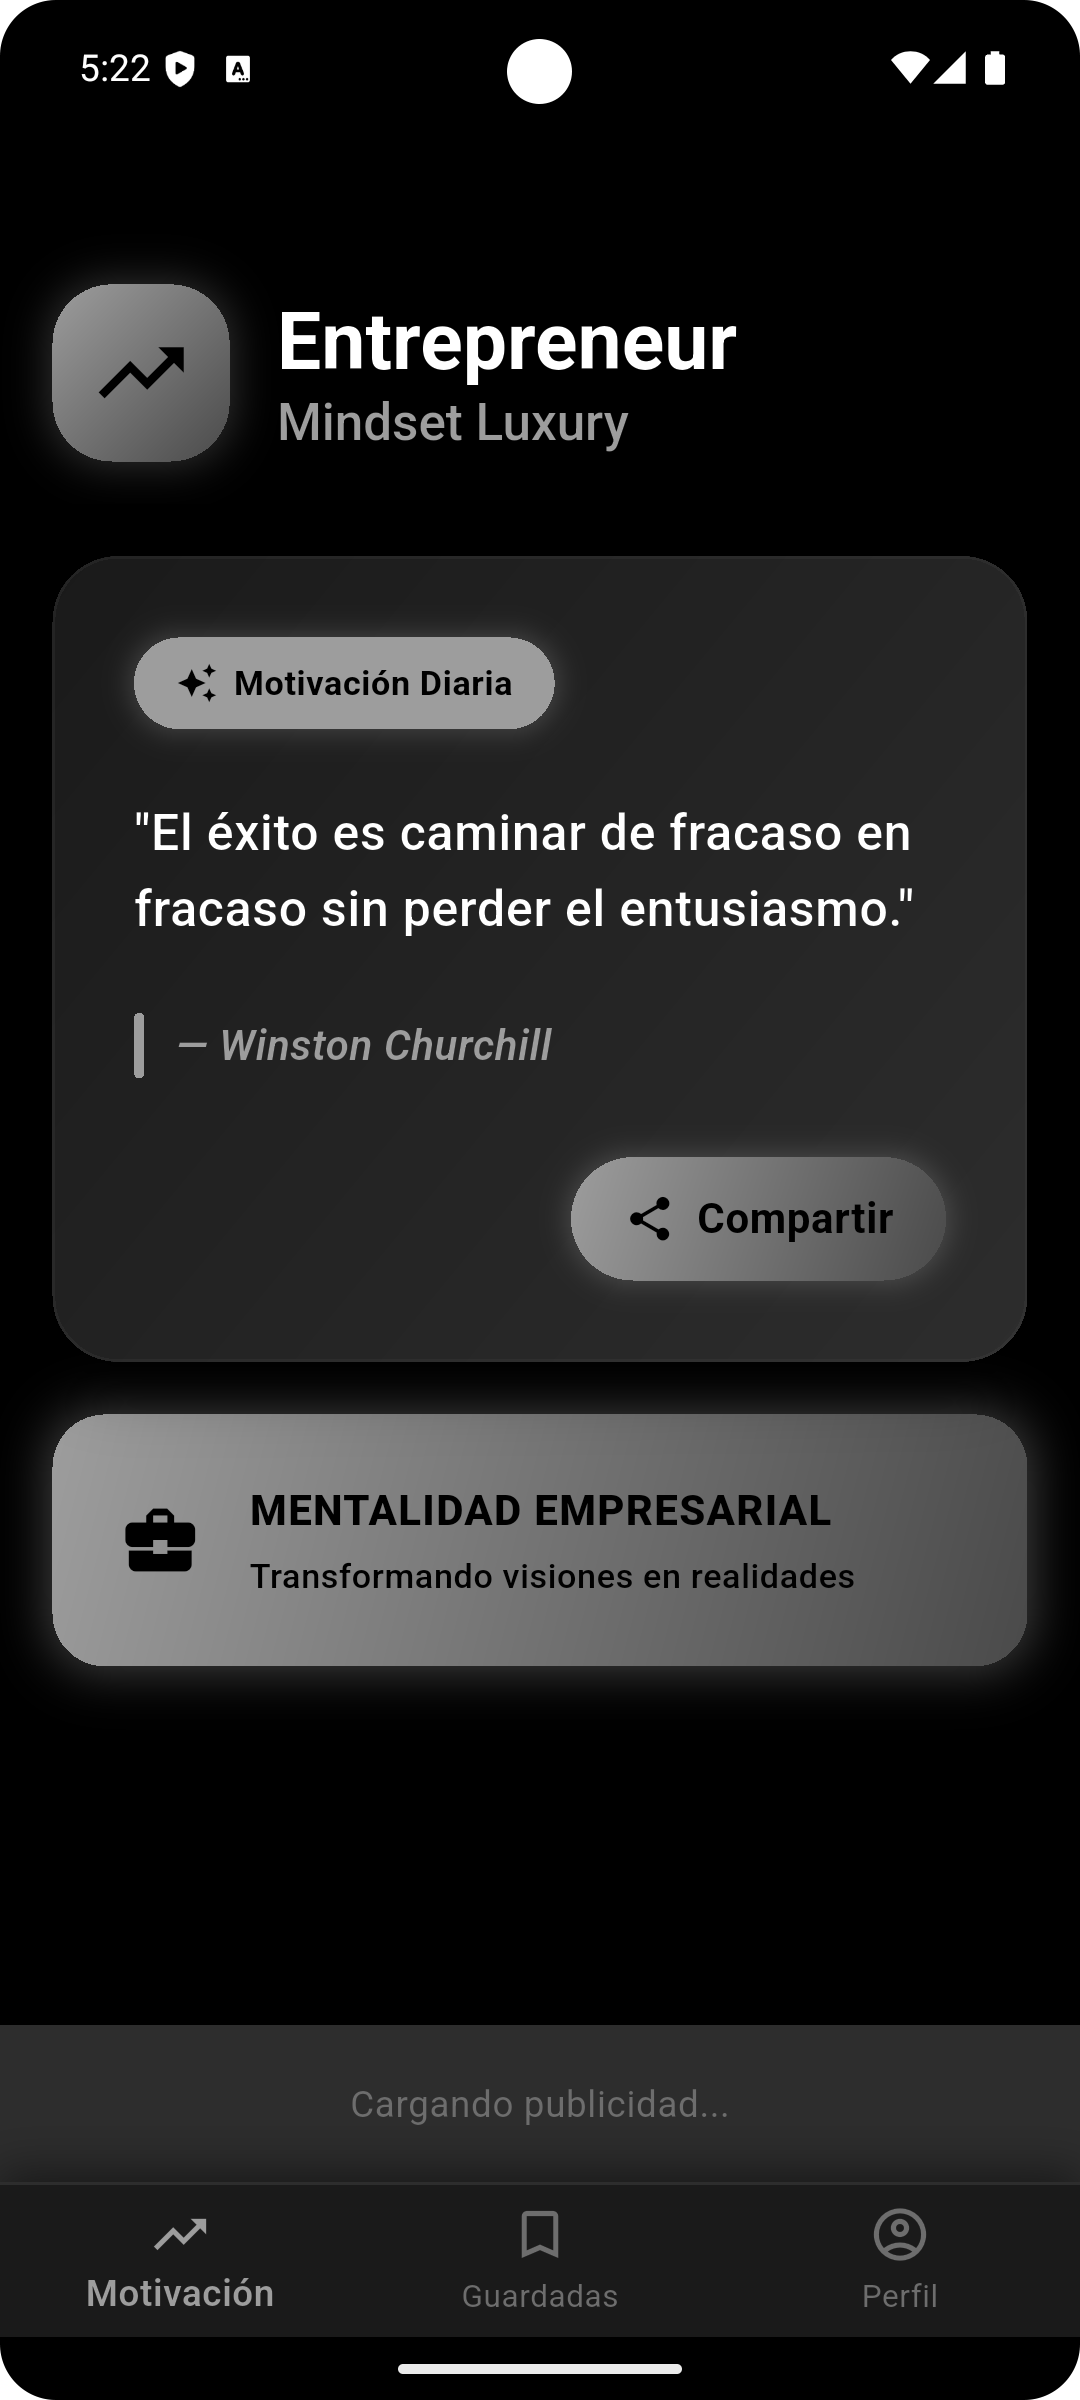 5:22
Entrepreneur
Mindset Luxury
Motivación Diaria
"El éxito es caminar de fracaso en
fracaso sin perder el entusiasmo."
— Winston Churchill
Compartir
MENTALIDAD EMPRESARIAL
Transformando visiones en realidades
Cargando publicidad...
Motivación
Guardadas
Perfil